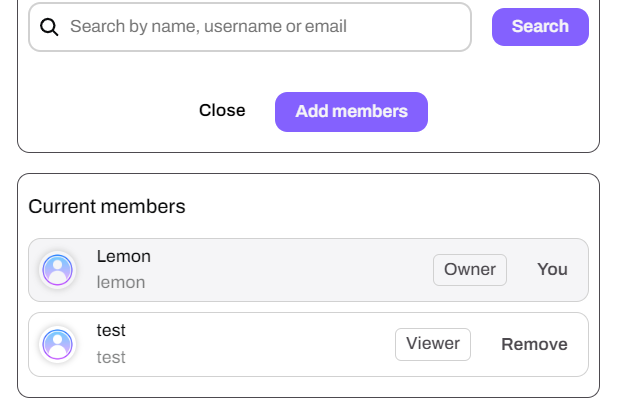 Search by name, username or email
Search
Close
Add members
Current members
Lemon
lemon
Owner
You
test
test
Viewer
Remove